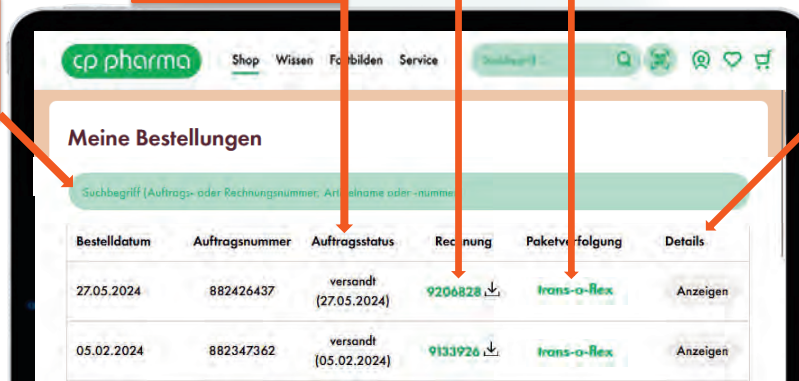 cp pharma
Shop Wissen Fortbilden Service Suchbegriff ...
Meine Bestellungen
Suchbegriff (Auftrags- oder Rechnungsnummer, Artikelname oder -nummer
Bestelldatum Auftragsnummer Auftragsstatus Rechnung Paketverfolgung Details
27.05.2024 882426437 versandt (27.05.2024) 9206828 trans-o-flex Anzeigen
05.02.2024 882347362 versandt (05.02.2024) 9133926 trans-o-flex Anzeigen